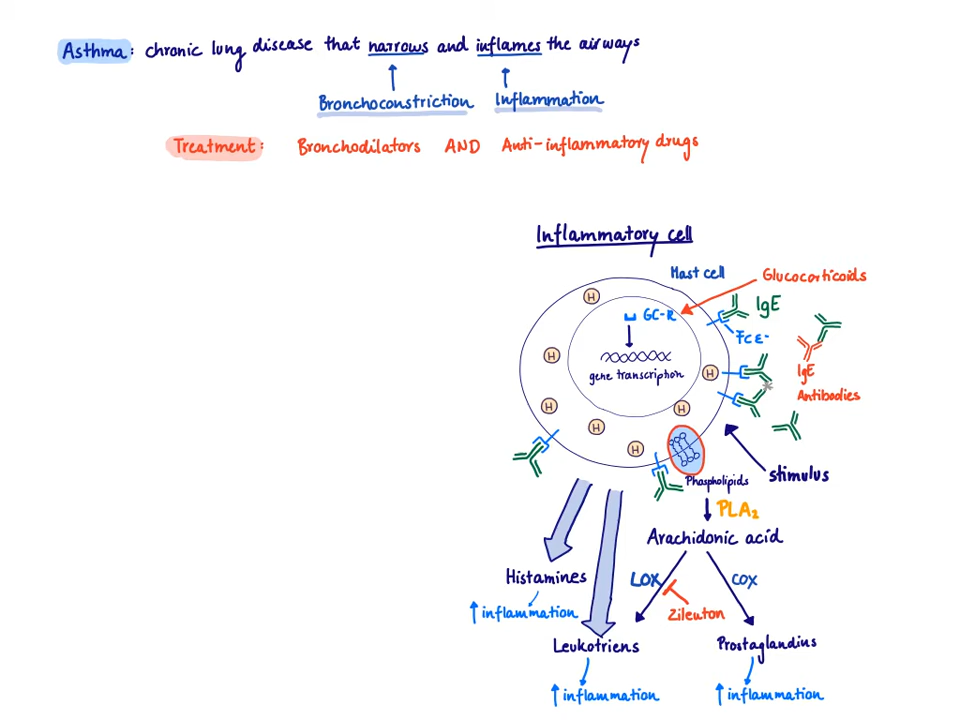 Asthma: chronic lung disease that narrows and inflames the airways
Bronchoconstriction Inflammation
Treatment: Bronchodilators AND Anti-inflammatory drugs
Inflammatory cell
Mast cell
Glucocorticoids
H
IgE
GC-R
FCE-
H
gene transcription
H
IgE
Antibodies
H
H
H
H
Phospholipids
stimulus
PLA2
Arachidonic acid
Histamines
LOX
COX
↑ inflammation
Zileuton
Leukotriens
Prostaglandins
↑ inflammation
↑ inflammation